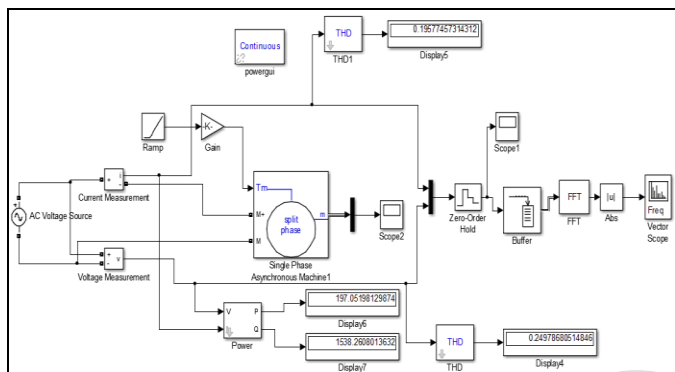 Continuous
powergui
THD
THD1
0.19577457314312
Display5
Ramp
-K-
Gain
Scope1
i
+
-
Current Measurement
AC Voltage Source
Tm
M+
M
split
phase
m
Single Phase
Asynchronous Machine1
Scope2
Zero-Order
Hold
Buffer
FFT
FFT
|u|
Abs
Freq
Vector
Scope
+
-
v
Voltage Measurement
V
I
P
Q
Power
197.05198129874
Display6
1538.2608013632
Display7
THD
THD
0.24978680514846
Display4